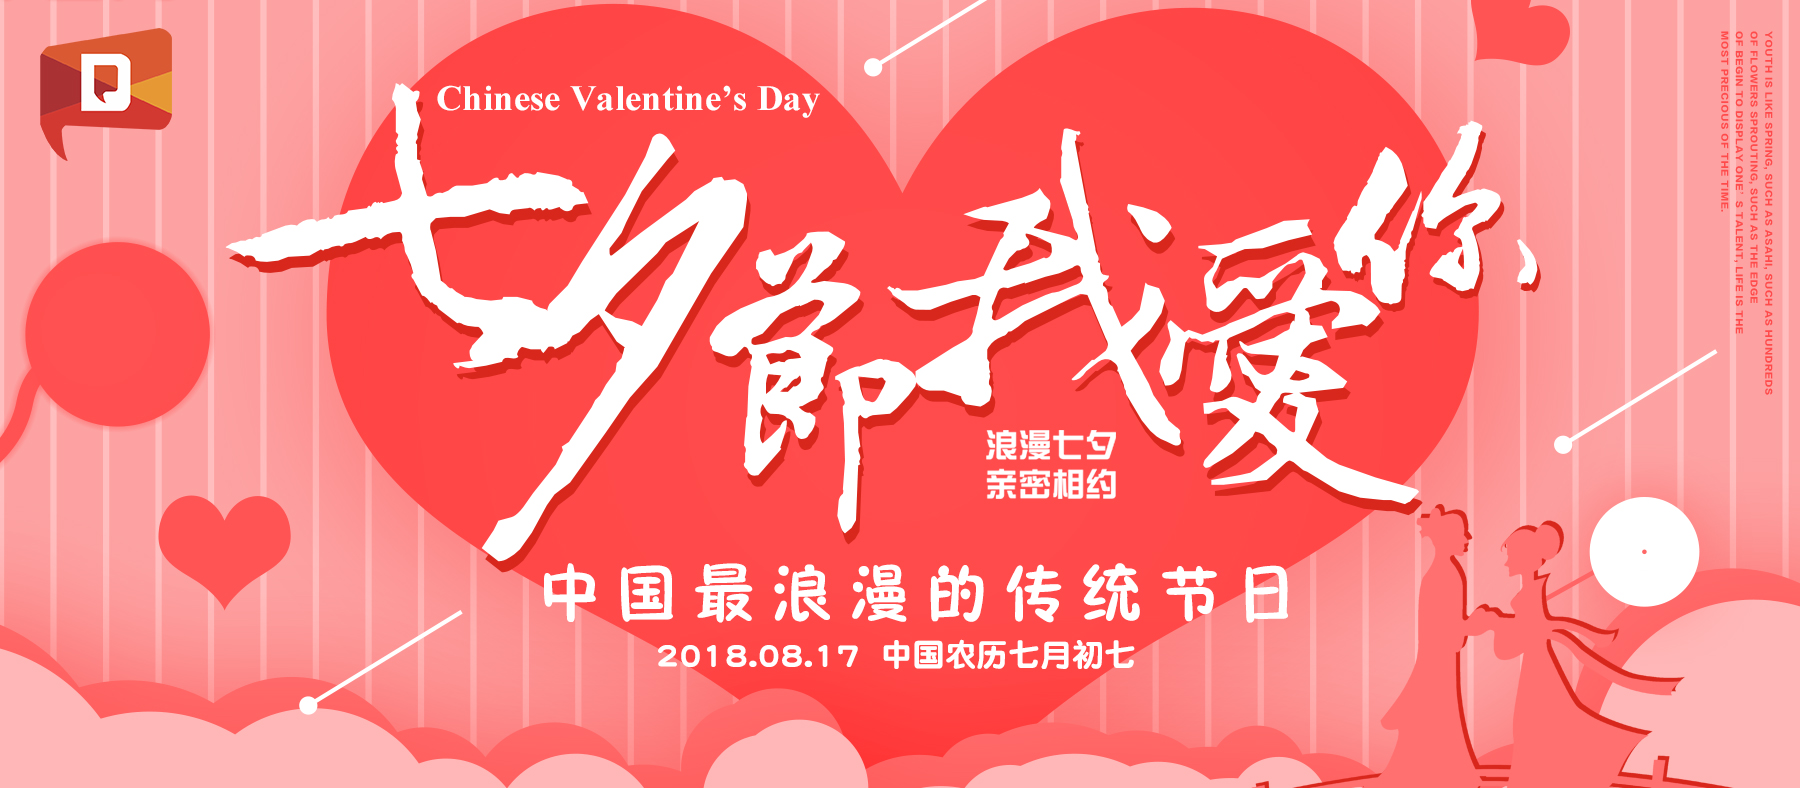 D
Chinese Valentine's Day
七夕節我愛你
浪漫七夕
亲密相约
中国最浪漫的传统节日
2018.08.17 中国农历七月初七
YOUTH IS LIKE SPRING, SUCH AS ASAHI, SUCH AS HUNDREDS
OF FLOWERS SPROUTING, SUCH AS THE EDGE
OF BEGIN TO DISPLAY ONE'S TALENT, LIFE IS THE
MOST PRECIOUS OF THE TIME.